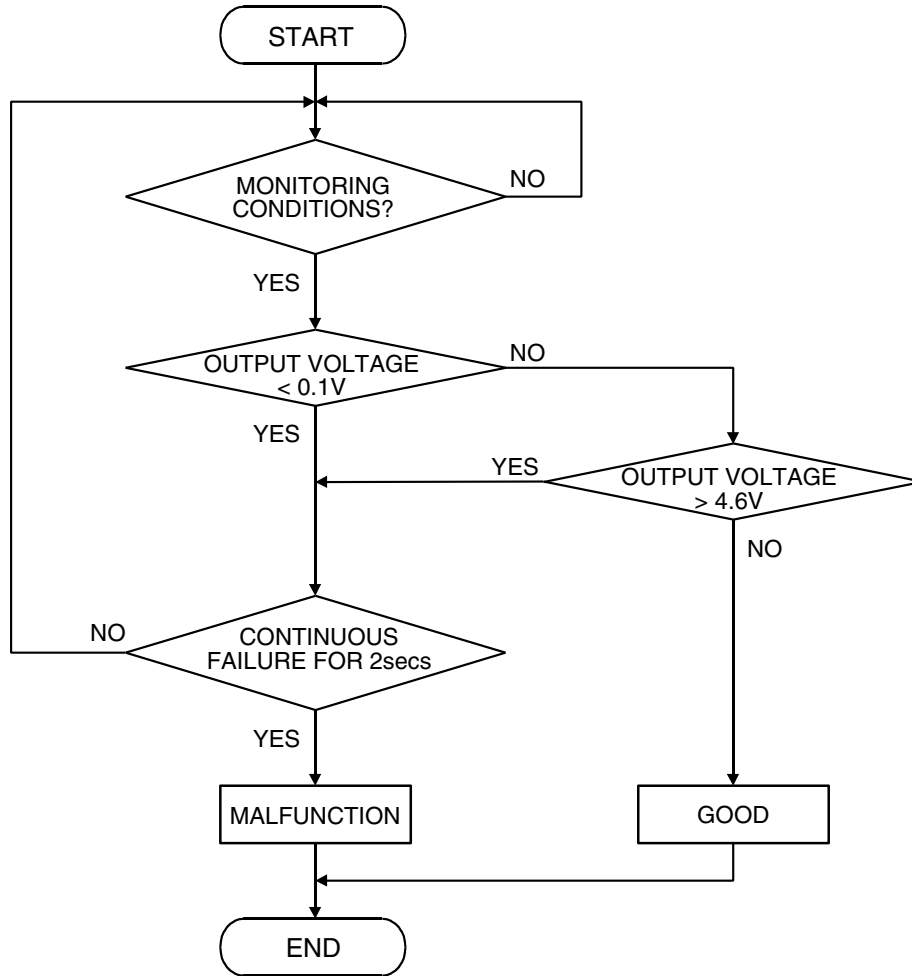 START
MONITORING
CONDITIONS?
NO
YES
OUTPUT VOLTAGE
< 0.1V
NO
YES
YES
OUTPUT VOLTAGE
> 4.6V
NO
NO
CONTINUOUS
FAILURE FOR 2secs
YES
MALFUNCTION
GOOD
END